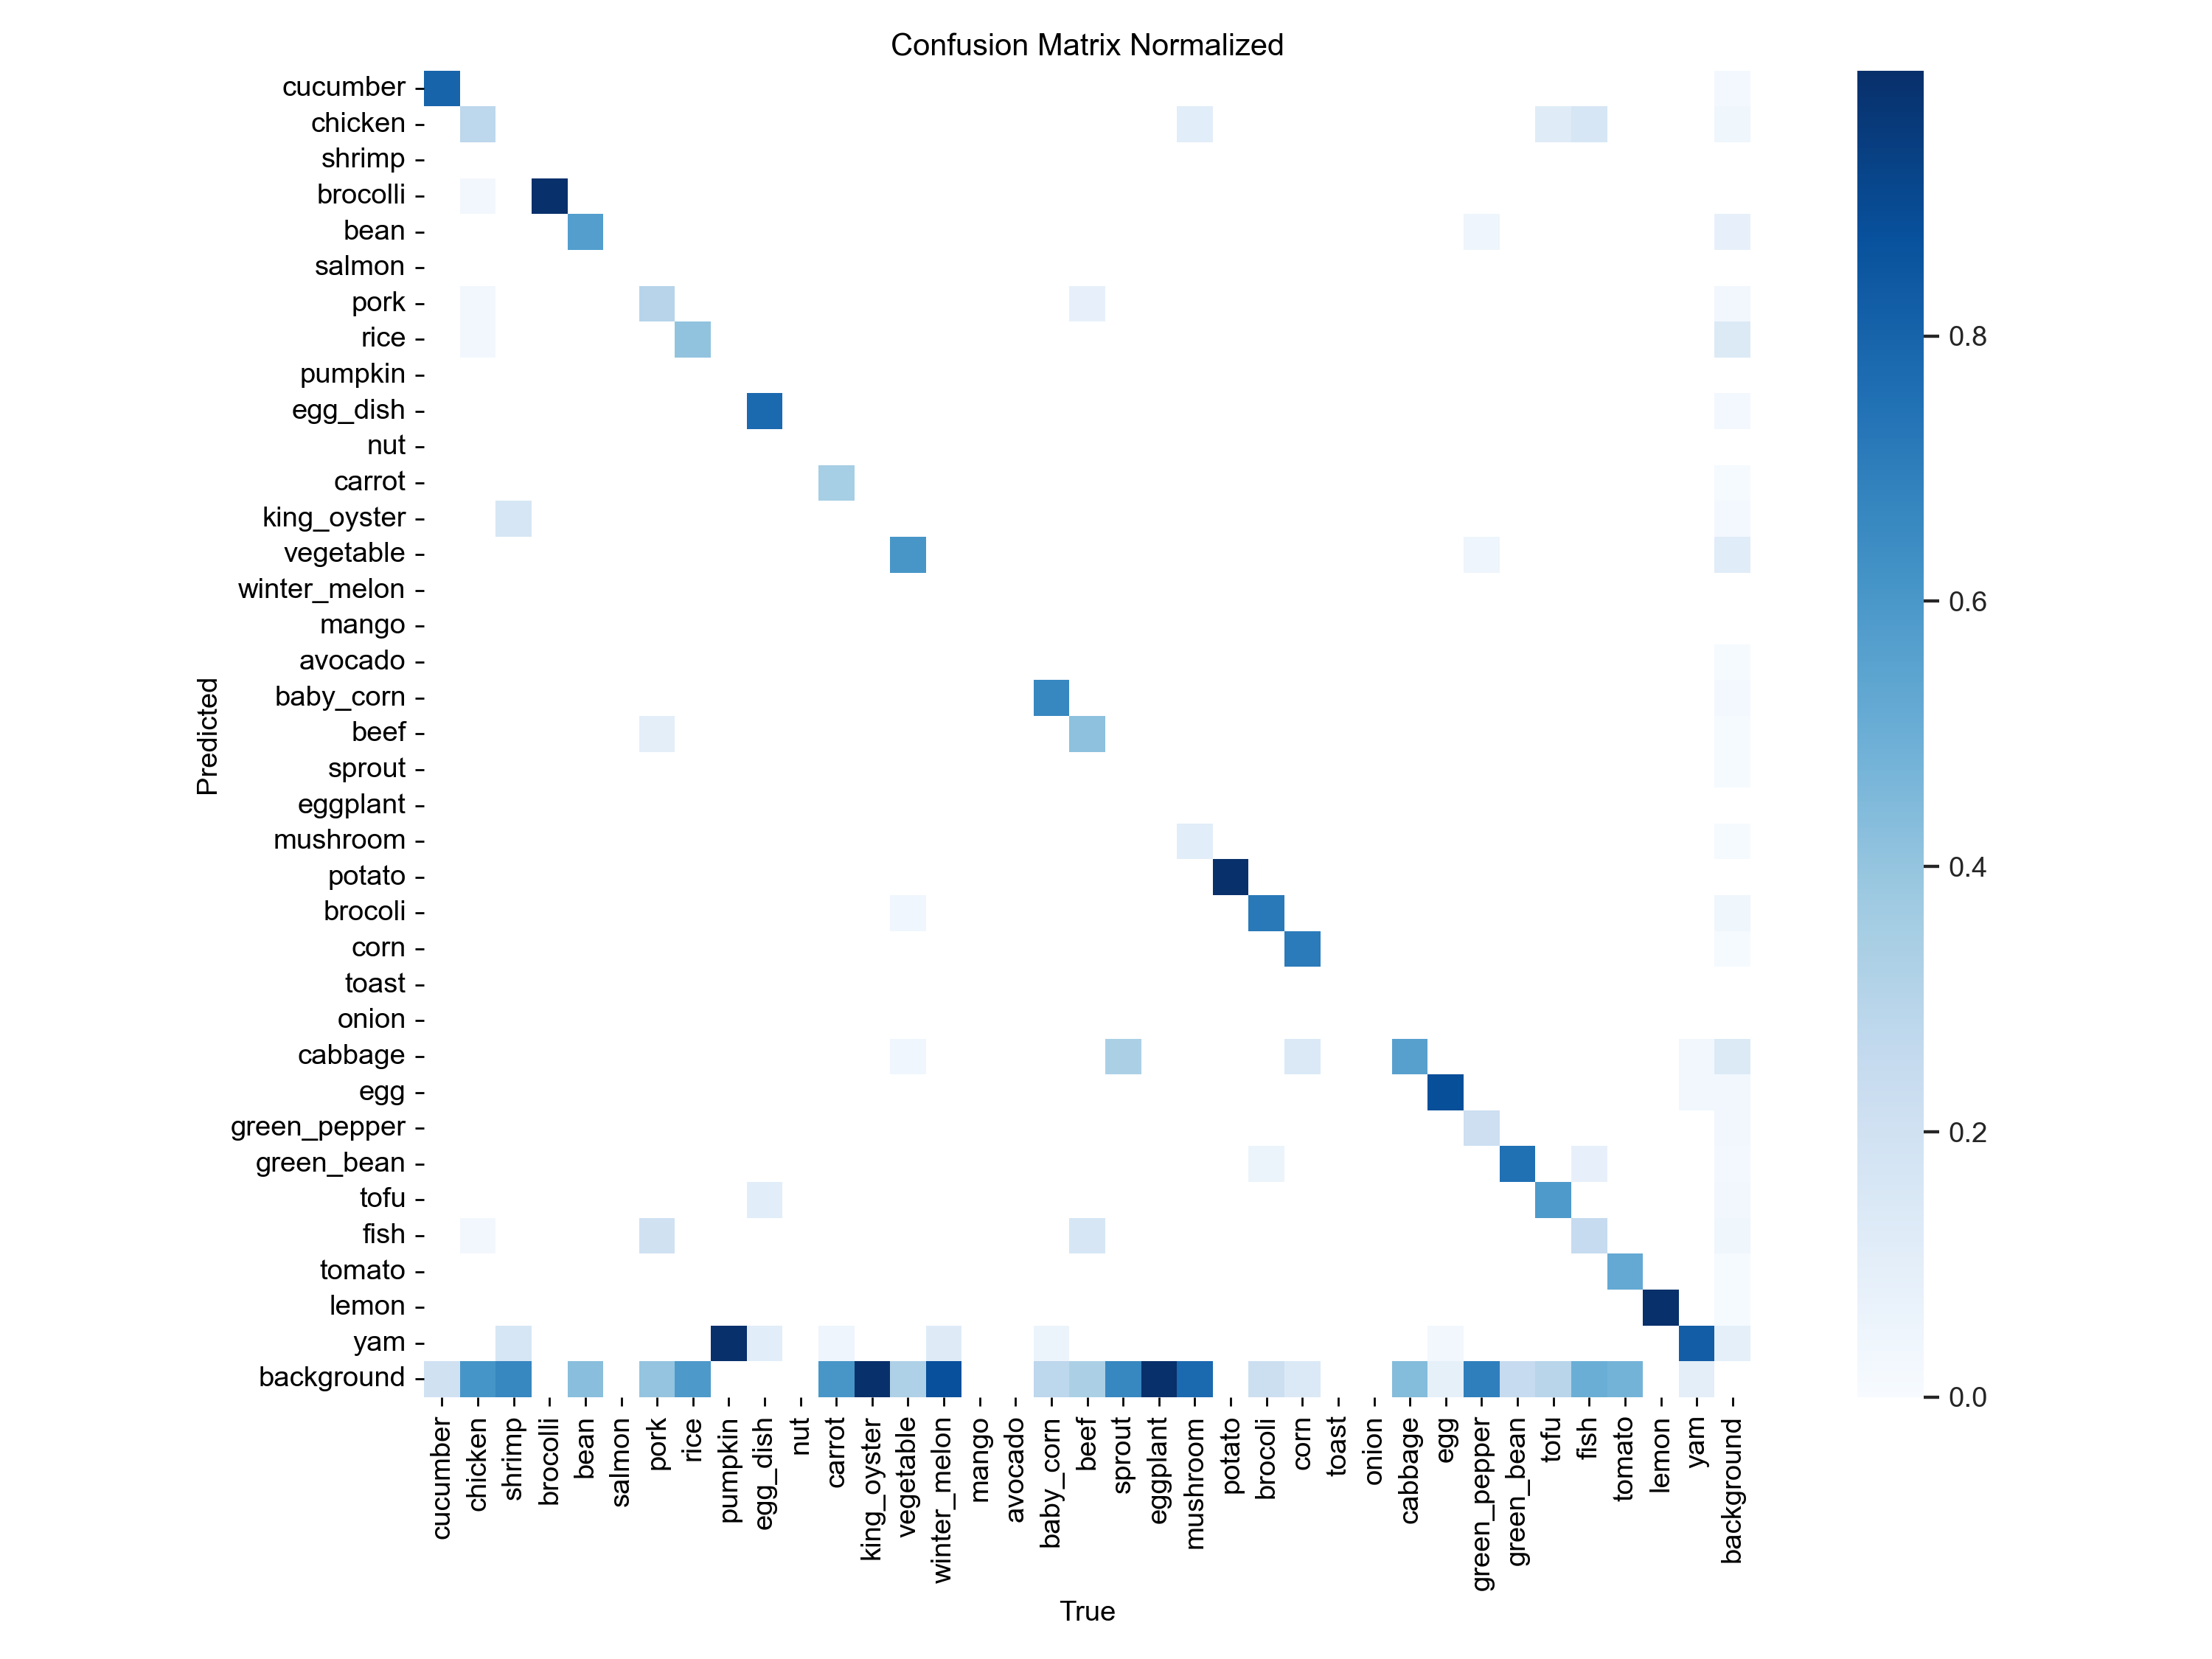 Confusion Matrix Normalized
Predicted
cucumber
chicken
shrimp
brocolli
bean
salmon
pork
rice
pumpkin
egg_dish
nut
carrot
king_oyster
vegetable
winter_melon
mango
avocado
baby_corn
beef
sprout
eggplant
mushroom
potato
brocoli
corn
toast
onion
cabbage
egg
green_pepper
green_bean
tofu
fish
tomato
lemon
yam
background
cucumber
chicken
shrimp
brocolli
bean
salmon
pork
rice
pumpkin
egg_dish
nut
carrot
king_oyster
vegetable
winter_melon
mango
avocado
baby_corn
beef
sprout
eggplant
mushroom
potato
brocoli
corn
toast
onion
cabbage
egg
green_pepper
green_bean
tofu
fish
tomato
lemon
yam
background
True
0.8
0.6
0.4
0.2
0.0